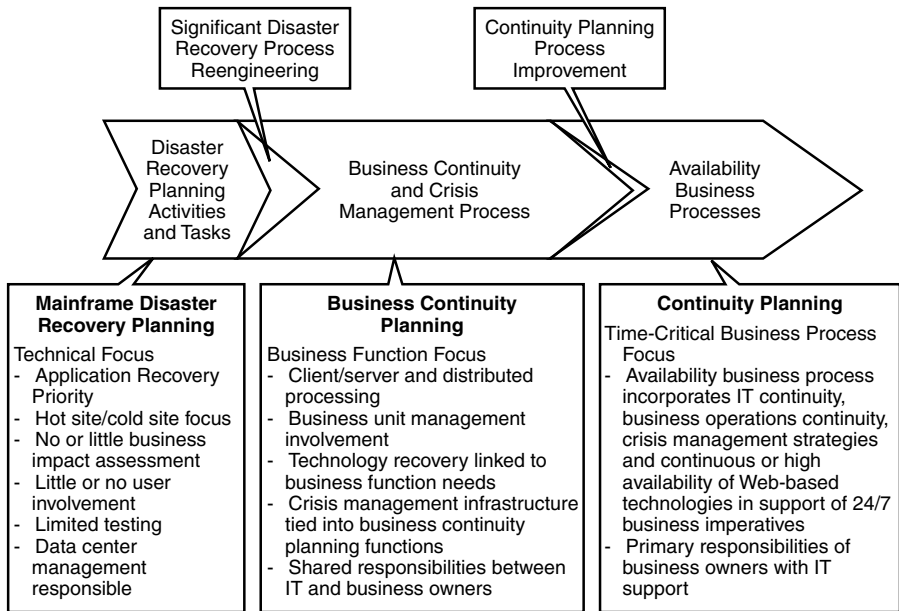 Significant Disaster
Recovery Process
Reengineering
Continuity Planning
Process
Improvement
Disaster
Recovery
Planning
Activities
and Tasks
Business Continuity
and Crisis
Management Process
Availability
Business
Processes
Mainframe Disaster
Recovery Planning
Technical Focus
- Application Recovery
Priority
- Hot site/cold site focus
- No or little business
impact assessment
- Little or no user
involvement
- Limited testing
- Data center
management
responsible
Business Continuity
Planning
Business Function Focus
- Client/server and distributed
processing
- Business unit management
involvement
- Technology recovery linked to
business function needs
- Crisis management infrastructure
tied into business continuity
planning functions
- Shared responsibilities between
IT and business owners
Continuity Planning
Time-Critical Business Process
Focus
- Availability business process
incorporates IT continuity,
business operations continuity,
crisis management strategies
and continuous or high
availability of Web-based
technologies in support of 24/7
business imperatives
- Primary responsibilities of
business owners with IT
support